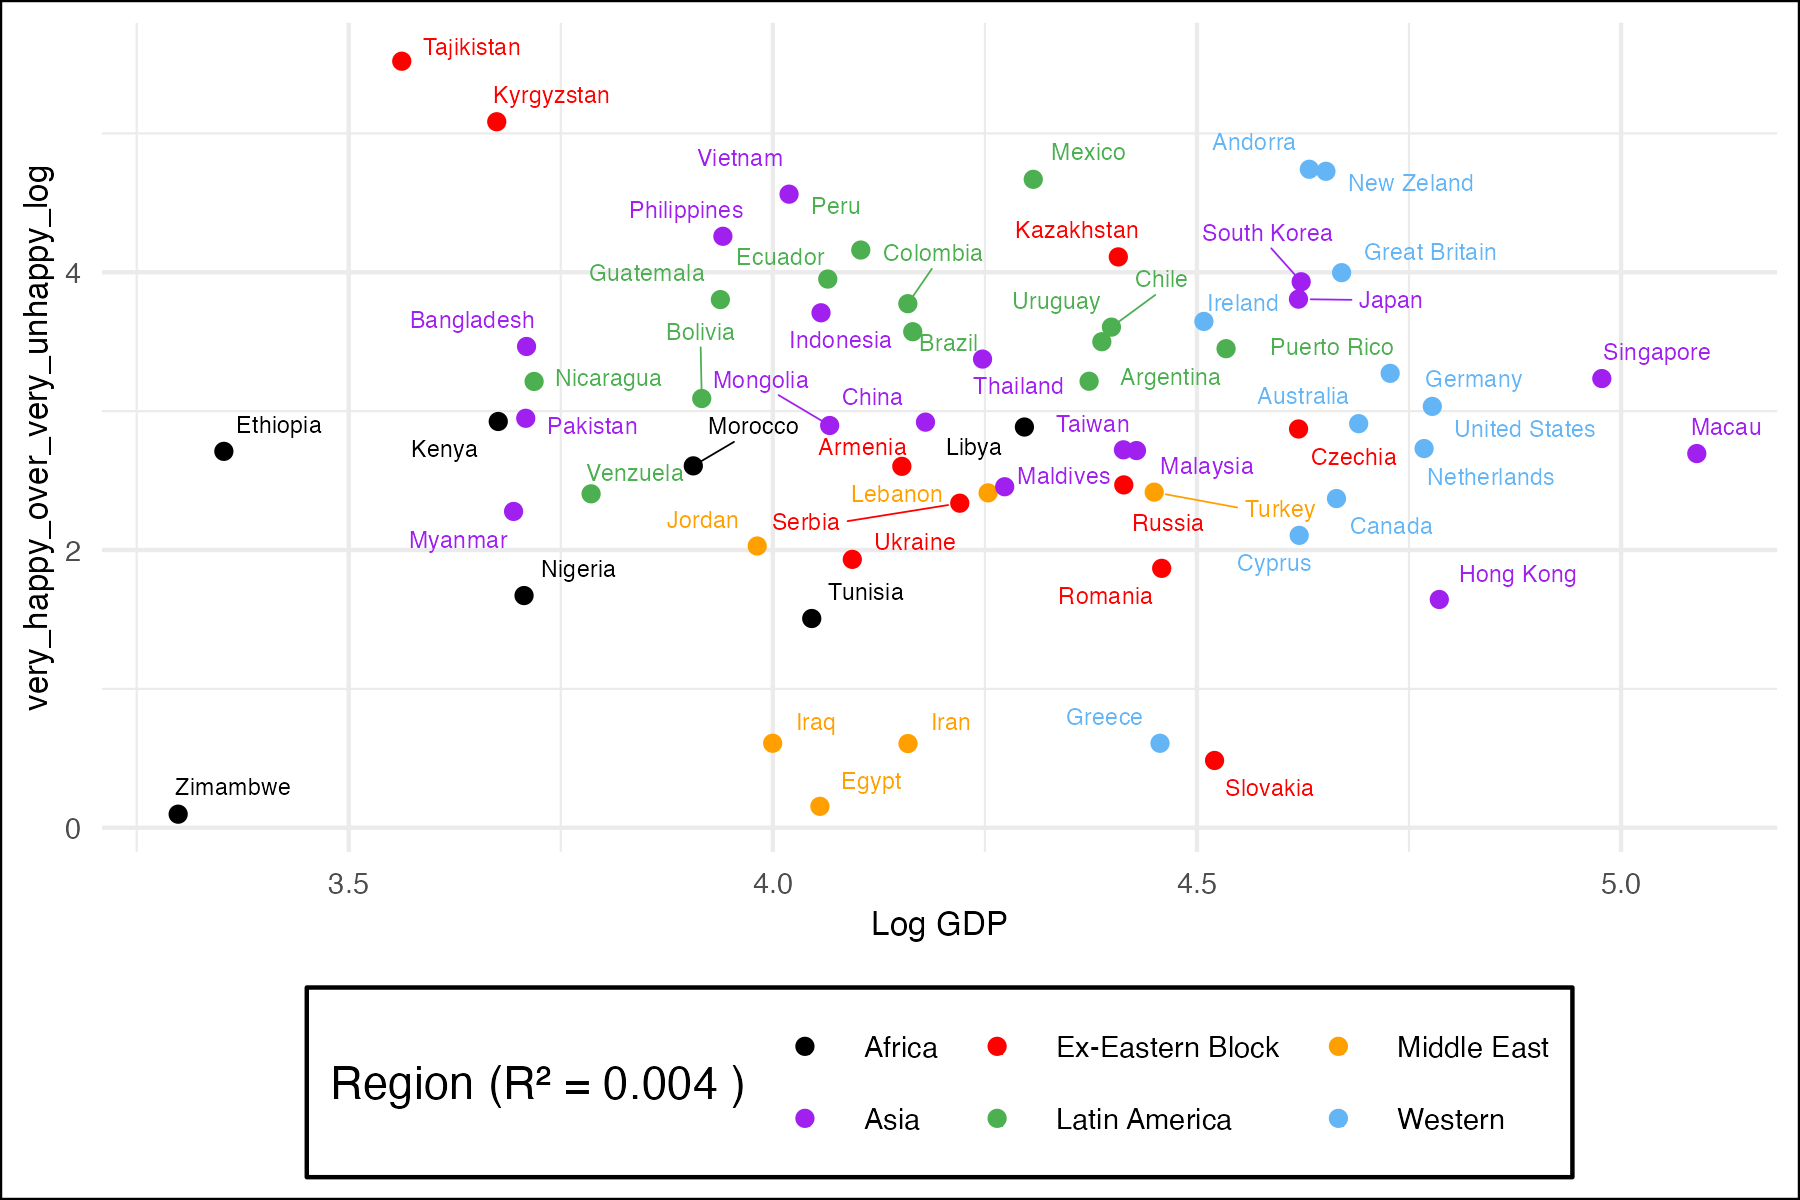 Tajikistan
Kyrgyzstan
Andorra
Mexico
Vietnam
New Zeland
Peru
Philippines
Kazakhstan
South Korea
Great Britain
Colombia
Ecuador
Guatemala
Chile
4
Uruguay
Ireland
Japan
Bangladesh
Bolivia
Indonesia
Brazil
Puerto Rico
Singapore
Nicaragua
Mongolia
Thailand
Argentina
Germany
China
Australia
Ethiopia
Pakistan
Morocco
Taiwan
United States
Macau
Kenya
Armenia
Libya
Czechia
Venzuela
Malaysia
Maldives
Netherlands
Lebanon
Jordan
Serbia
Turkey
Russia
Canada
Myanmar
Ukraine
2
Cyprus
Nigeria
Hong Kong
Tunisia
Romania
Greece
Iraq
Iran
Egypt
Zimambwe
Slovakia
0
very_happy_over_very_unhappy_log
3.5
4.0
4.5
5.0
Log GDP
Region (R² = 0.004 )
Africa
Ex-Eastern Block
Middle East
Asia
Latin America
Western